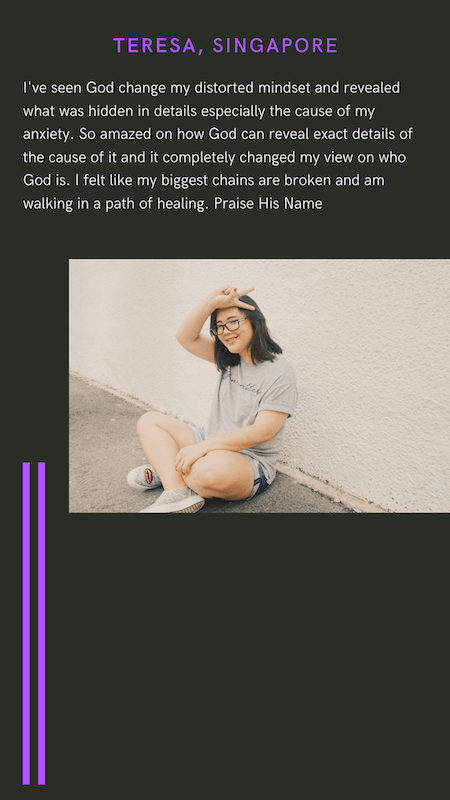 TERESA, SINGAPORE
I've seen God change my distorted mindset and revealed
what was hidden in details especially the cause of my
anxiety. So amazed on how God can reveal exact details of
the cause of it and it completely changed my view on who
God is. I felt like my biggest chains are broken and am
walking in a path of healing. Praise His Name